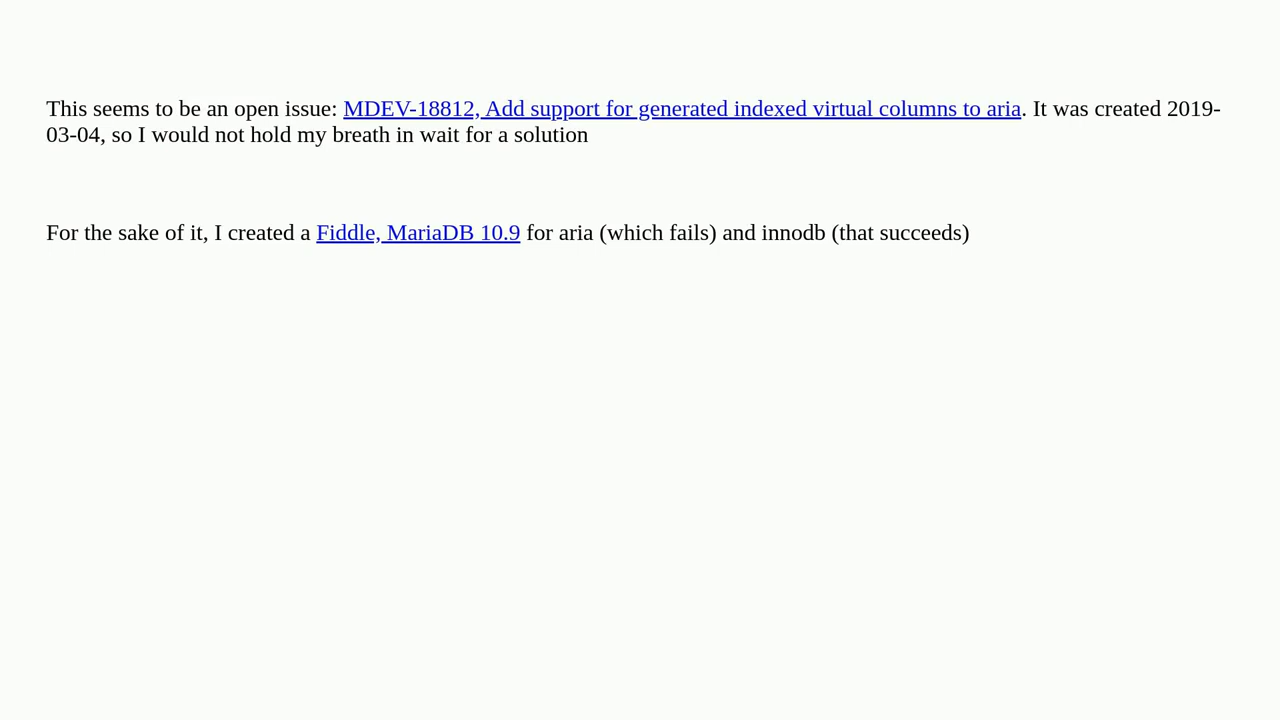 This seems to be an open issue: MDEV-18812, Add support for generated indexed virtual columns to aria. It was created 2019-
03-04, so I would not hold my breath in wait for a solution
For the sake of it, I created a Fiddle, MariaDB 10.9 for aria (which fails) and innodb (that succeeds)